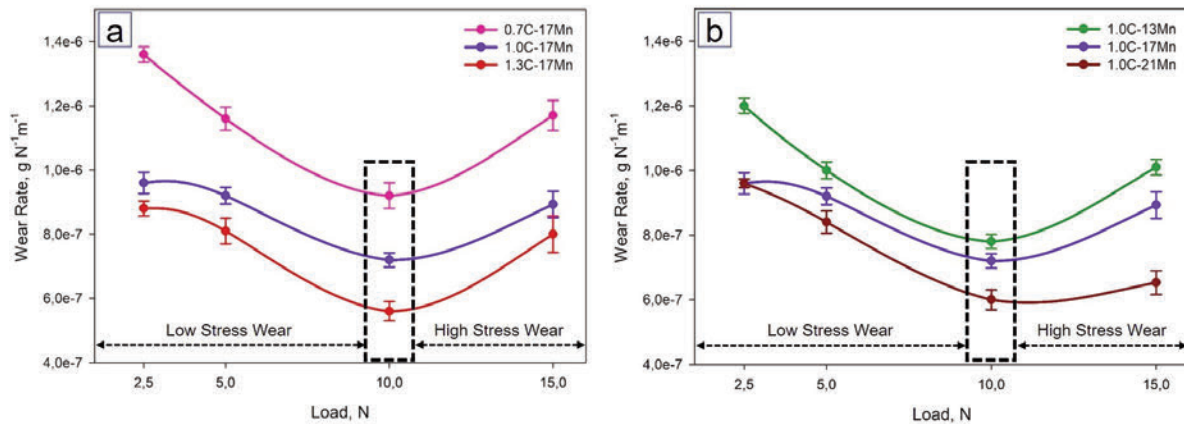 a
0.7C-17Mn
1.0C-17Mn
1.3C-17Mn
1,4e-6
1,2e-6
1,0e-6
8,0e-7
6,0e-7
4,0e-7
Wear Rate, g N-1m-1
Low Stress Wear
High Stress Wear
2,5
5,0
10,0
15,0
Load, N
b
1.0C-13Mn
1.0C-17Mn
1.0C-21Mn
1,4e-6
1,2e-6
1,0e-6
8,0e-7
6,0e-7
4,0e-7
Wear Rate, g N-1m-1
Low Stress Wear
High Stress Wear
2,5
5,0
10,0
15,0
Load, N